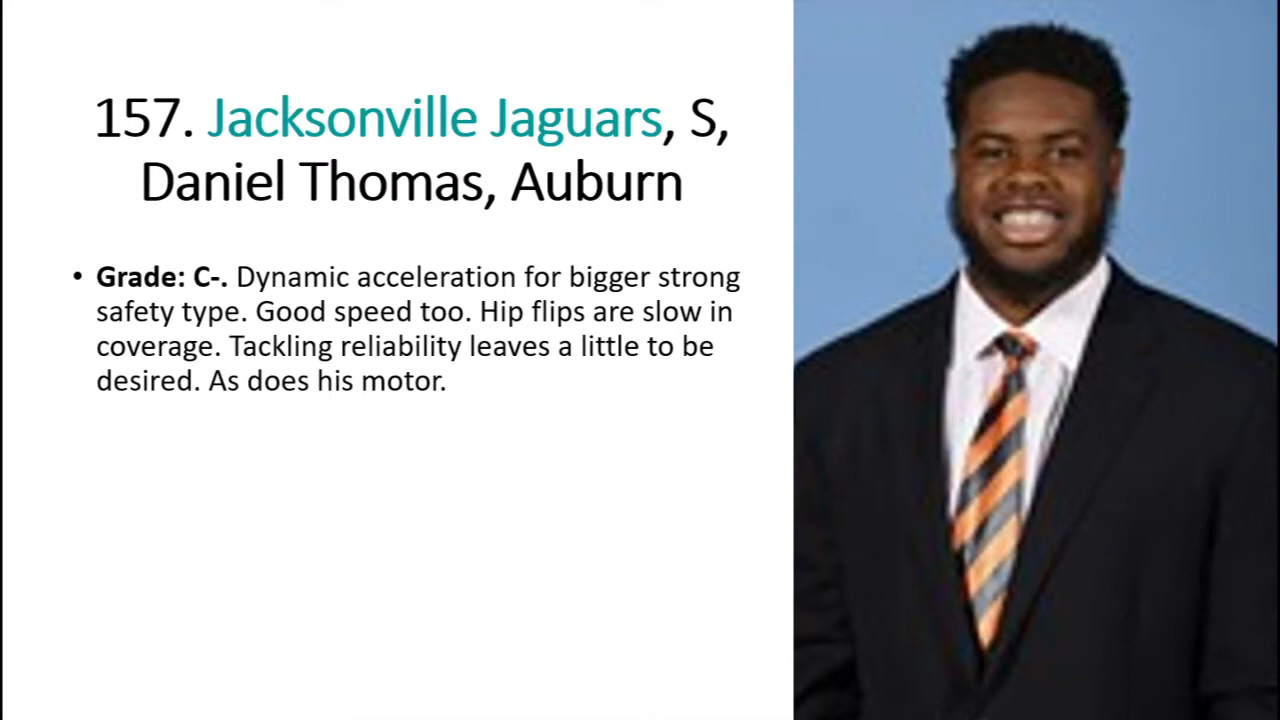 157. Jacksonville Jaguars, S,
Daniel Thomas, Auburn
• Grade: C-. Dynamic acceleration for bigger strong
safety type. Good speed too. Hip flips are slow in
coverage. Tackling reliability leaves a little to be
desired. As does his motor.